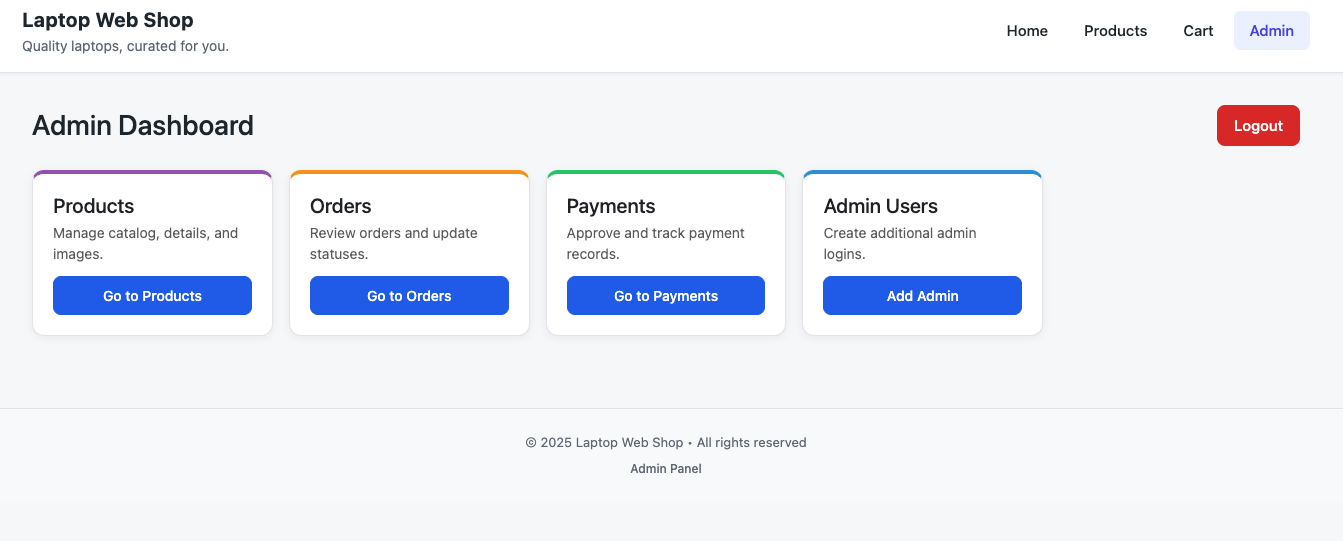 Laptop Web Shop
Quality laptops, curated for you.
Home
Products
Cart
Admin
Admin Dashboard
Logout
Products
Manage catalog, details, and
images.
Go to Products
Orders
Review orders and update
statuses.
Go to Orders
Payments
Approve and track payment
records.
Go to Payments
Admin Users
Create additional admin
logins.
Add Admin
© 2025 Laptop Web Shop • All rights reserved
Admin Panel